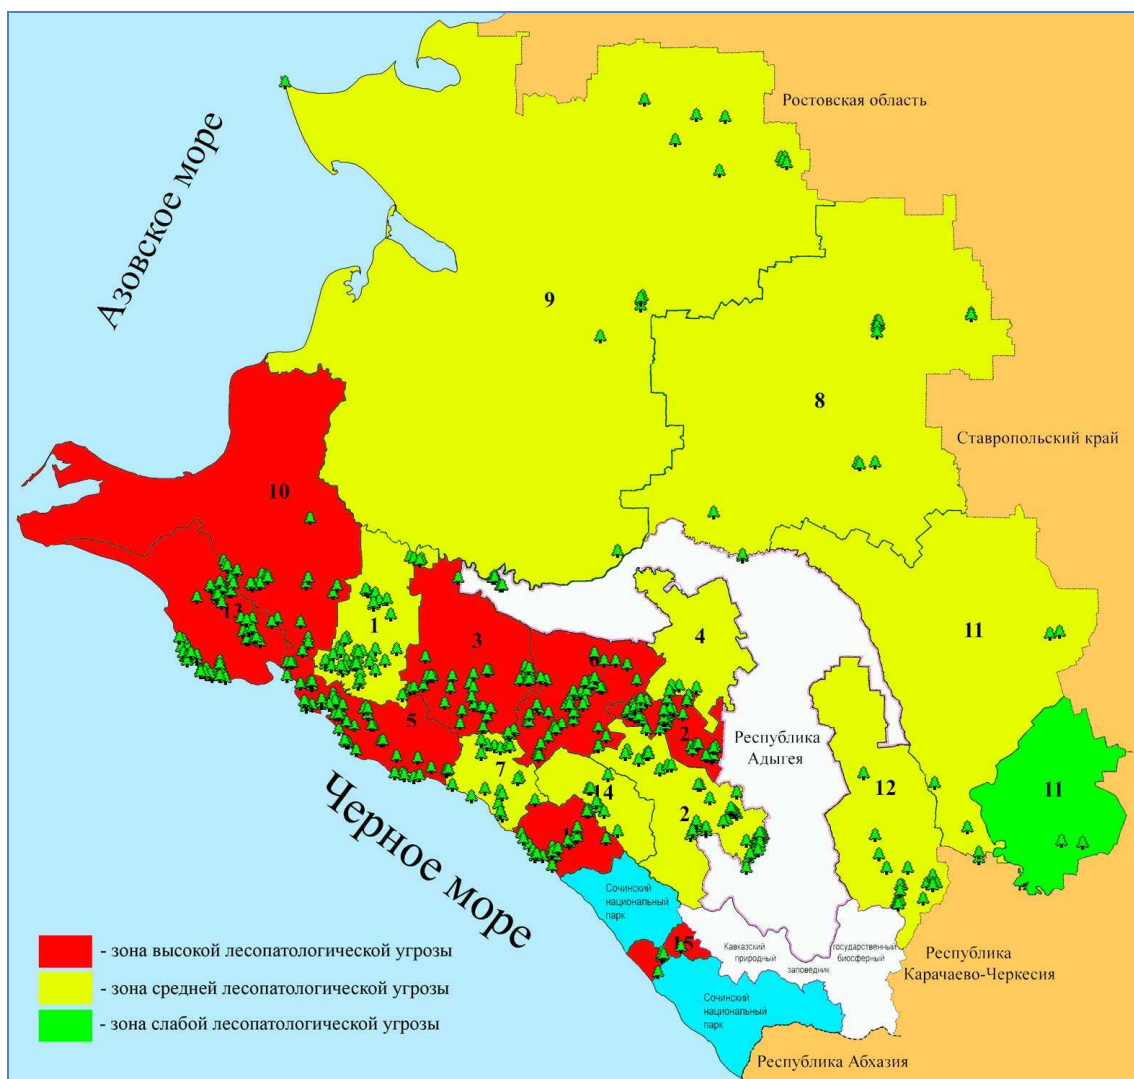 Ростовская область
Азовское море
9
8
Ставропольский край
10
13
1
3
6
4
11
5
2
Республика
Адыгея
7
14
2
12
11
Черное море
Сочинский
национальный
парк
15
Кавказский
природный
заповедник
государственный
биосферный
Сочинский
национальный
парк
Республика
Карачаево-Черкесия
Республика Абхазия
- зона высокой лесопатологической угрозы
- зона средней лесопатологической угрозы
- зона слабой лесопатологической угрозы